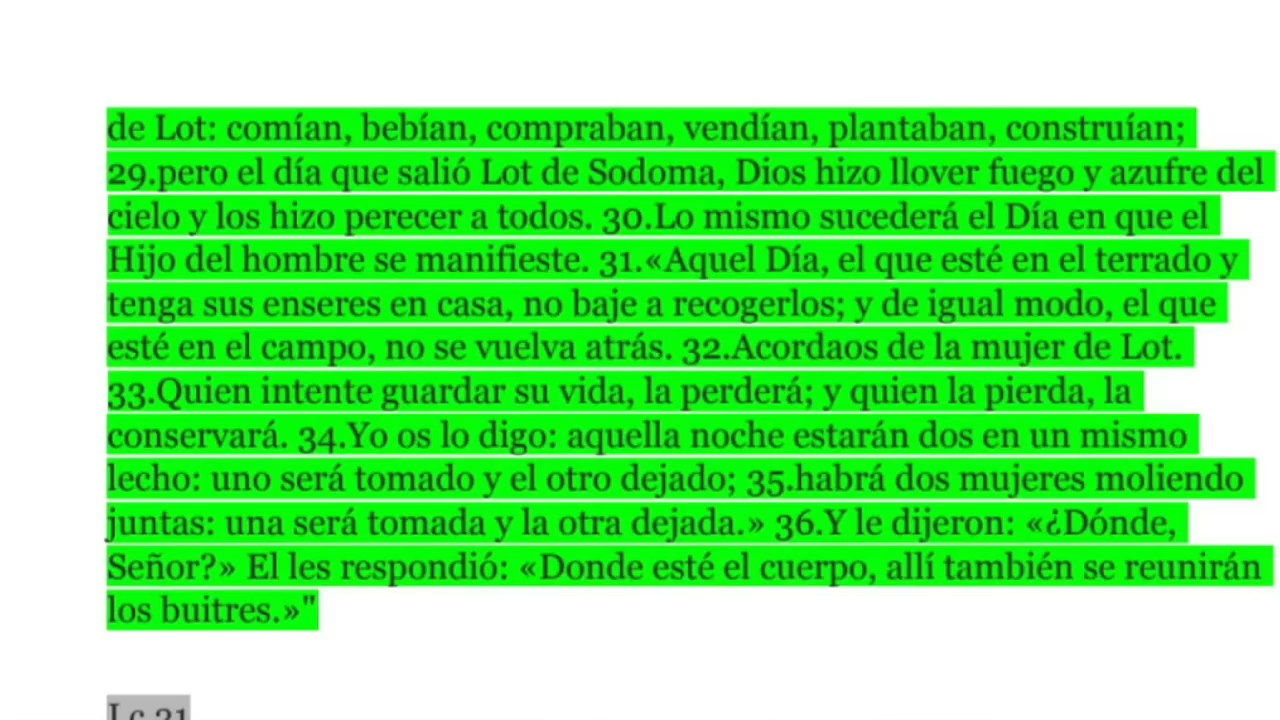 de Lot: comían, bebían, compraban, vendían, plantaban, construían;
29.pero el día que salió Lot de Sodoma, Dios hizo llover fuego y azufre del
cielo y los hizo perecer a todos. 30.Lo mismo sucederá el Día en que el
Hijo del hombre se manifieste. 31.«Aquel Día, el que esté en el terrado y
tenga sus enseres en casa, no baje a recogerlos; y de igual modo, el que
esté en el campo, no se vuelva atrás. 32.Acordaos de la mujer de Lot.
33.Quien intente guardar su vida, la perderá; y quien la pierda, la
conservará. 34.Yo os lo digo: aquella noche estarán dos en un mismo
lecho: uno será tomado y el otro dejado; 35.habrá dos mujeres moliendo
juntas: una será tomada y la otra dejada.» 36.Y le dijeron: «¿Dónde,
Señor?» El les respondió: «Donde esté el cuerpo, allí también se reunirán
los buitres.»"
Lc 21